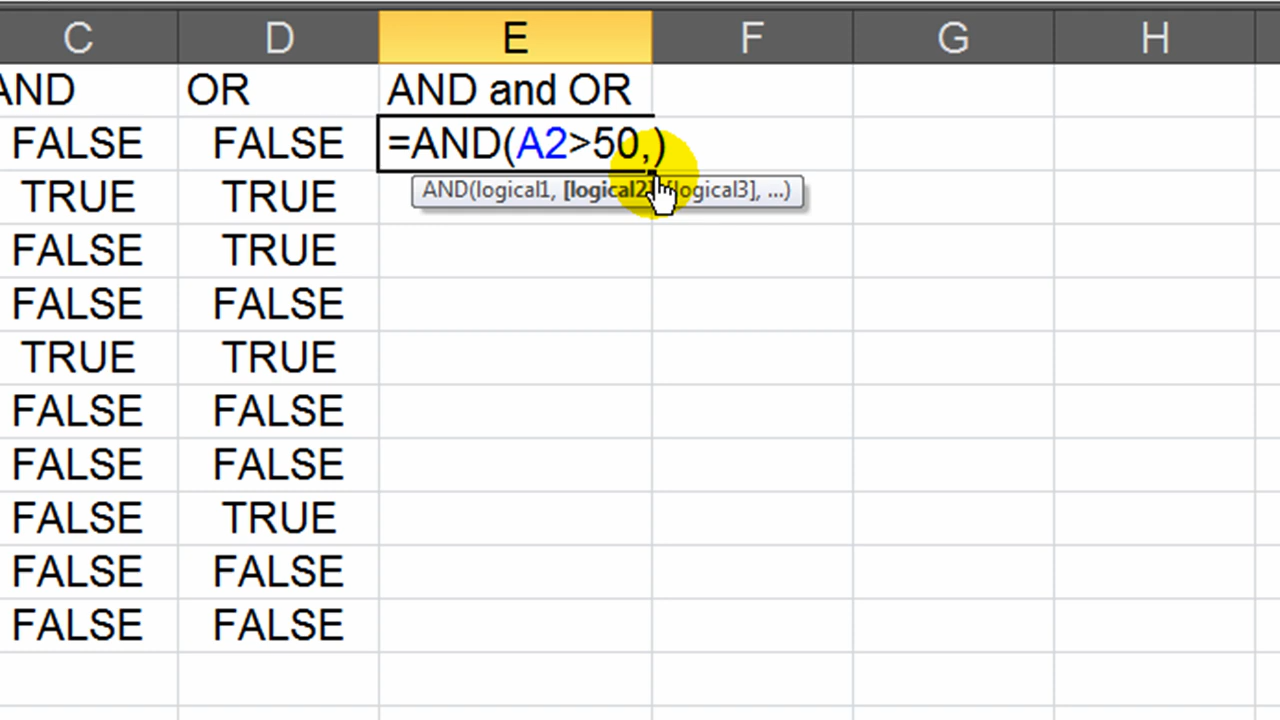 C D E F G H
AND OR AND and OR
FALSE FALSE =AND(A2>50,)
AND(logical1, [logical2], [logical3], ...)
TRUE TRUE
FALSE TRUE
FALSE FALSE
TRUE TRUE
FALSE FALSE
FALSE FALSE
FALSE TRUE
FALSE FALSE
FALSE FALSE